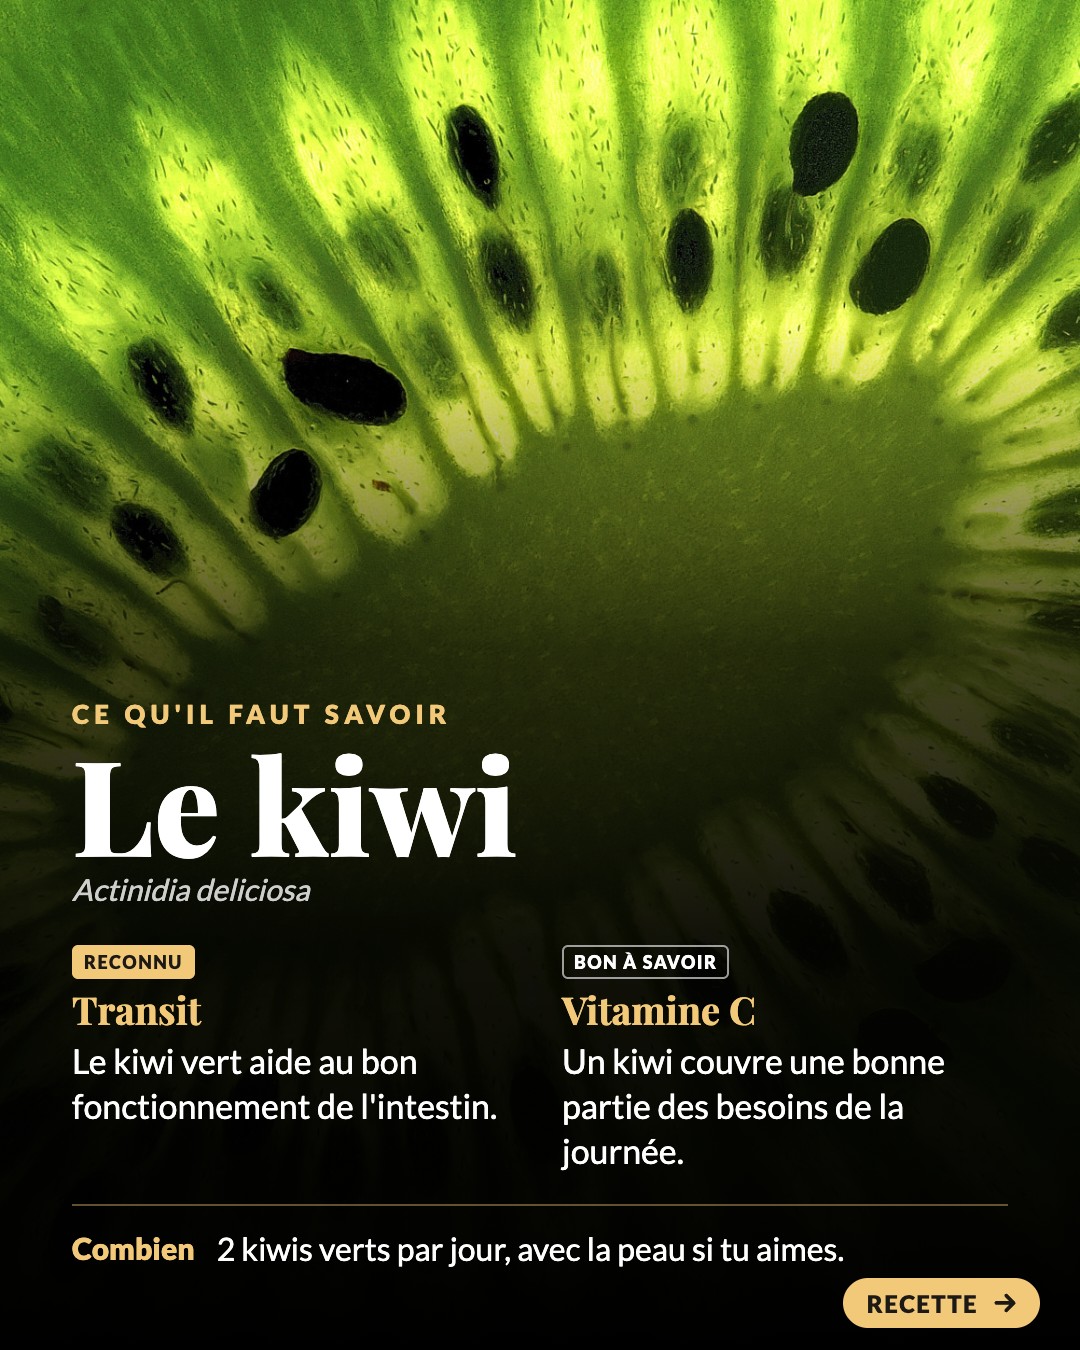 CE QU'IL FAUT SAVOIR
Le kiwi
Actinidia deliciosa
RECONNU
Transit
Le kiwi vert aide au bon
fonctionnement de l'intestin.
BON À SAVOIR
Vitamine C
Un kiwi couvre une bonne
partie des besoins de la
journée.
Combien 2 kiwis verts par jour, avec la peau si tu aimes.
RECETTE →